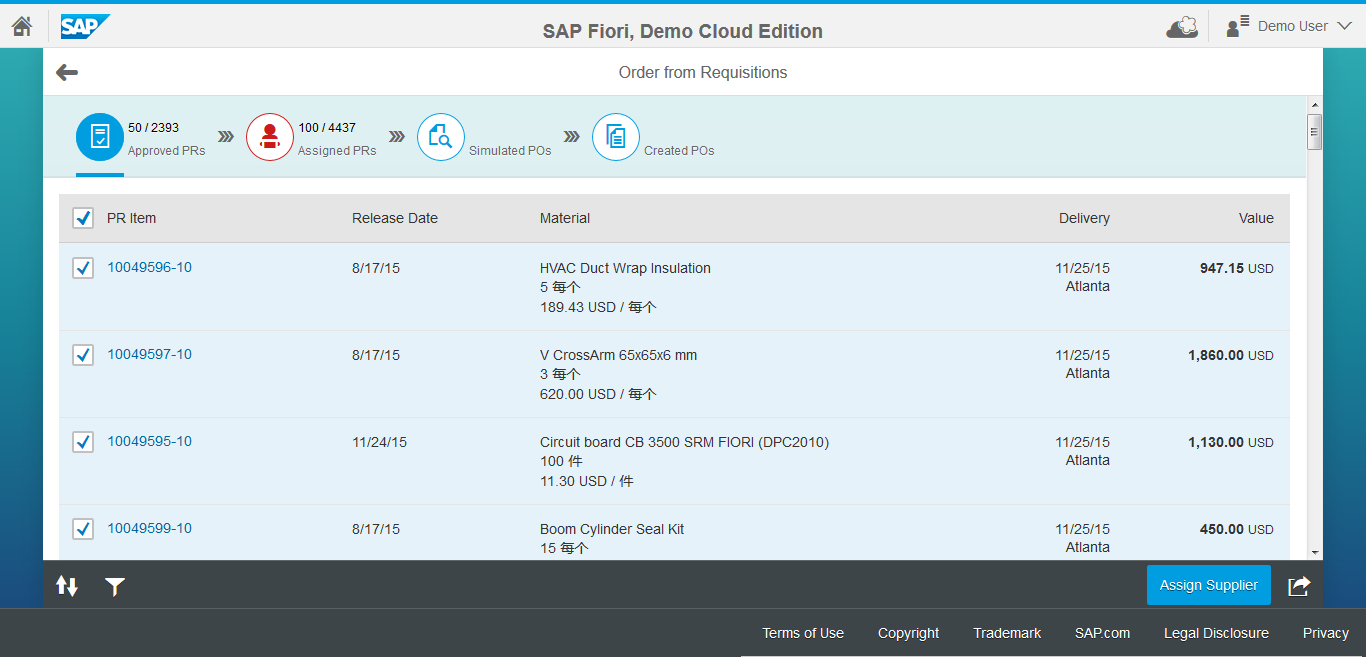 SAP
SAP Fiori, Demo Cloud Edition
Demo User
Order from Requisitions
50 / 2393
Approved PRs
100 / 4437
Assigned PRs
Simulated POs
Created POs
PR Item Release Date Material Delivery Value
10049596-10 8/17/15 HVAC Duct Wrap Insulation 11/25/15 947.15 USD
5 每个 Atlanta
189.43 USD / 每个
10049597-10 8/17/15 V CrossArm 65x65x6 mm 11/25/15 1,860.00 USD
3 每个 Atlanta
620.00 USD / 每个
10049595-10 11/24/15 Circuit board CB 3500 SRM FIORI (DPC2010) 11/25/15 1,130.00 USD
100 件 Atlanta
11.30 USD / 件
10049599-10 8/17/15 Boom Cylinder Seal Kit 11/25/15 450.00 USD
15 每个 Atlanta
Assign Supplier
Terms of Use Copyright Trademark SAP.com Legal Disclosure Privacy